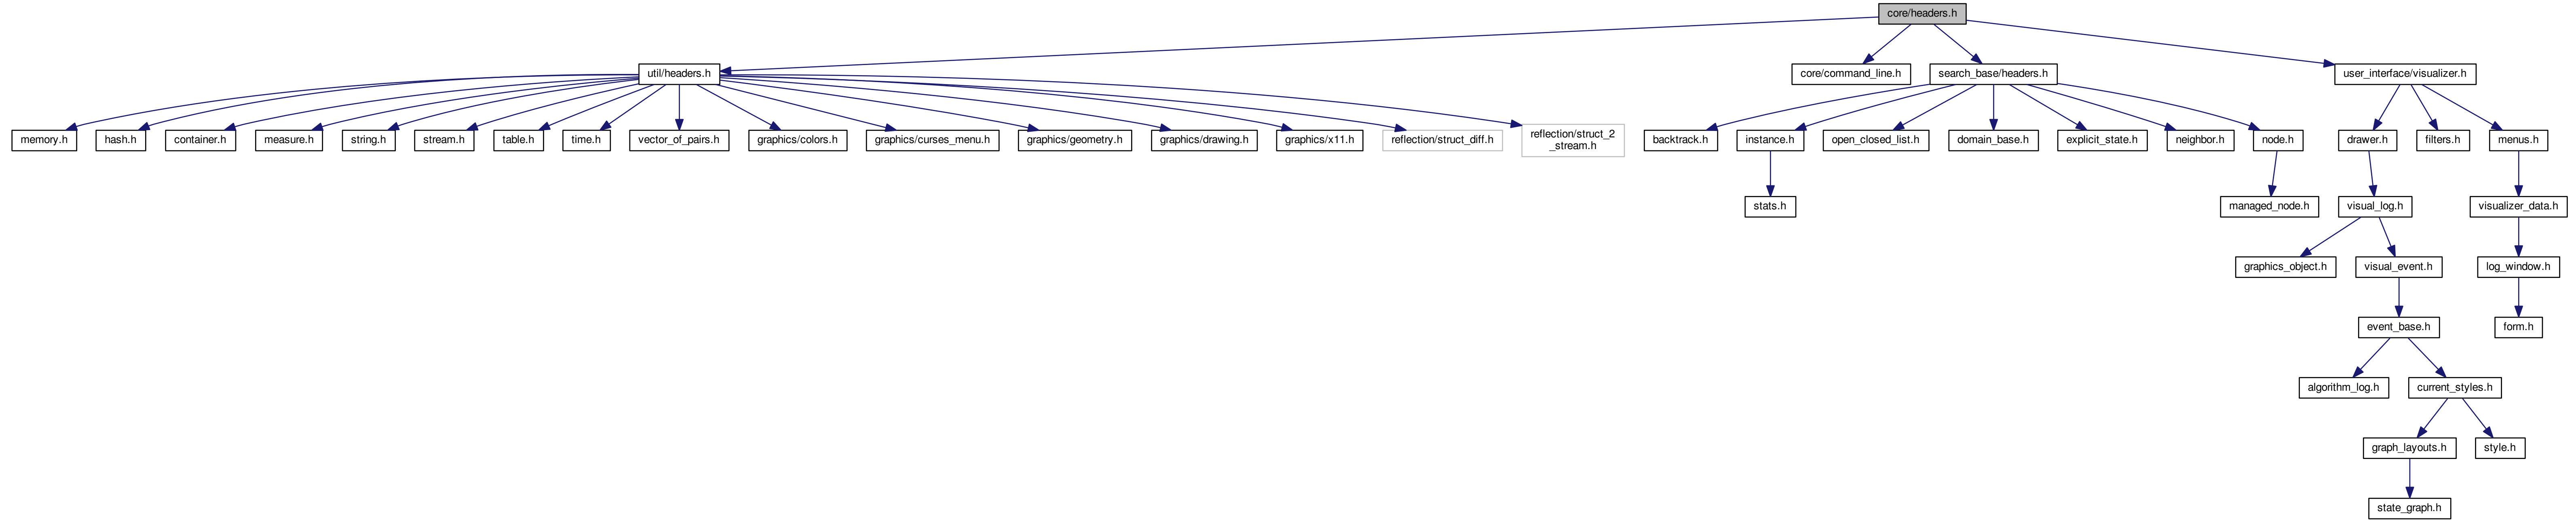 core/headers.h
util/headers.h
core/command_line.h
search_base/headers.h
user_interface/visualizer.h
memory.h
hash.h
container.h
measure.h
string.h
stream.h
table.h
time.h
vector_of_pairs.h
graphics/colors.h
graphics/curses_menu.h
graphics/geometry.h
graphics/drawing.h
graphics/x11.h
reflection/struct_diff.h
reflection/struct_2
_stream.h
backtrack.h
instance.h
open_closed_list.h
domain_base.h
explicit_state.h
neighbor.h
node.h
drawer.h
filters.h
menus.h
stats.h
managed_node.h
visual_log.h
visualizer_data.h
graphics_object.h
visual_event.h
log_window.h
event_base.h
form.h
algorithm_log.h
current_styles.h
graph_layouts.h
style.h
state_graph.h